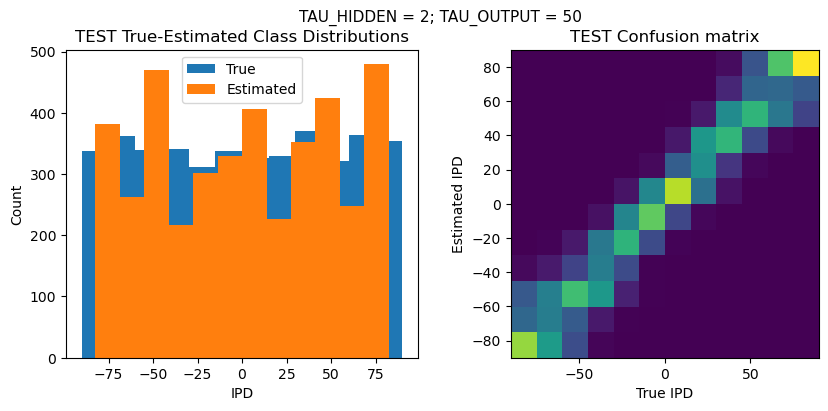 TAU_HIDDEN = 2; TAU_OUTPUT = 50
TEST True-Estimated Class Distributions
True
Estimated
500
400
300
200
100
0
Count
−75
−50
−25
0
25
50
75
IPD
TEST Confusion matrix
80
60
40
20
0
−20
−40
−60
−80
Estimated IPD
−50
0
50
True IPD